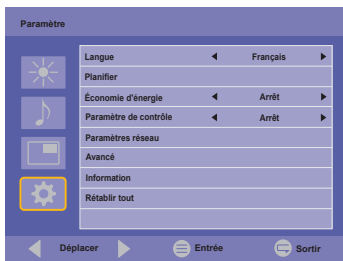 Paramètre
Langue Français
Planifier
Économie d'énergie Arrêt
Paramètre de contrôle Arrêt
Paramètres réseau
Avancé
Information
Rétablir tout
Déplacer Entrée Sortir